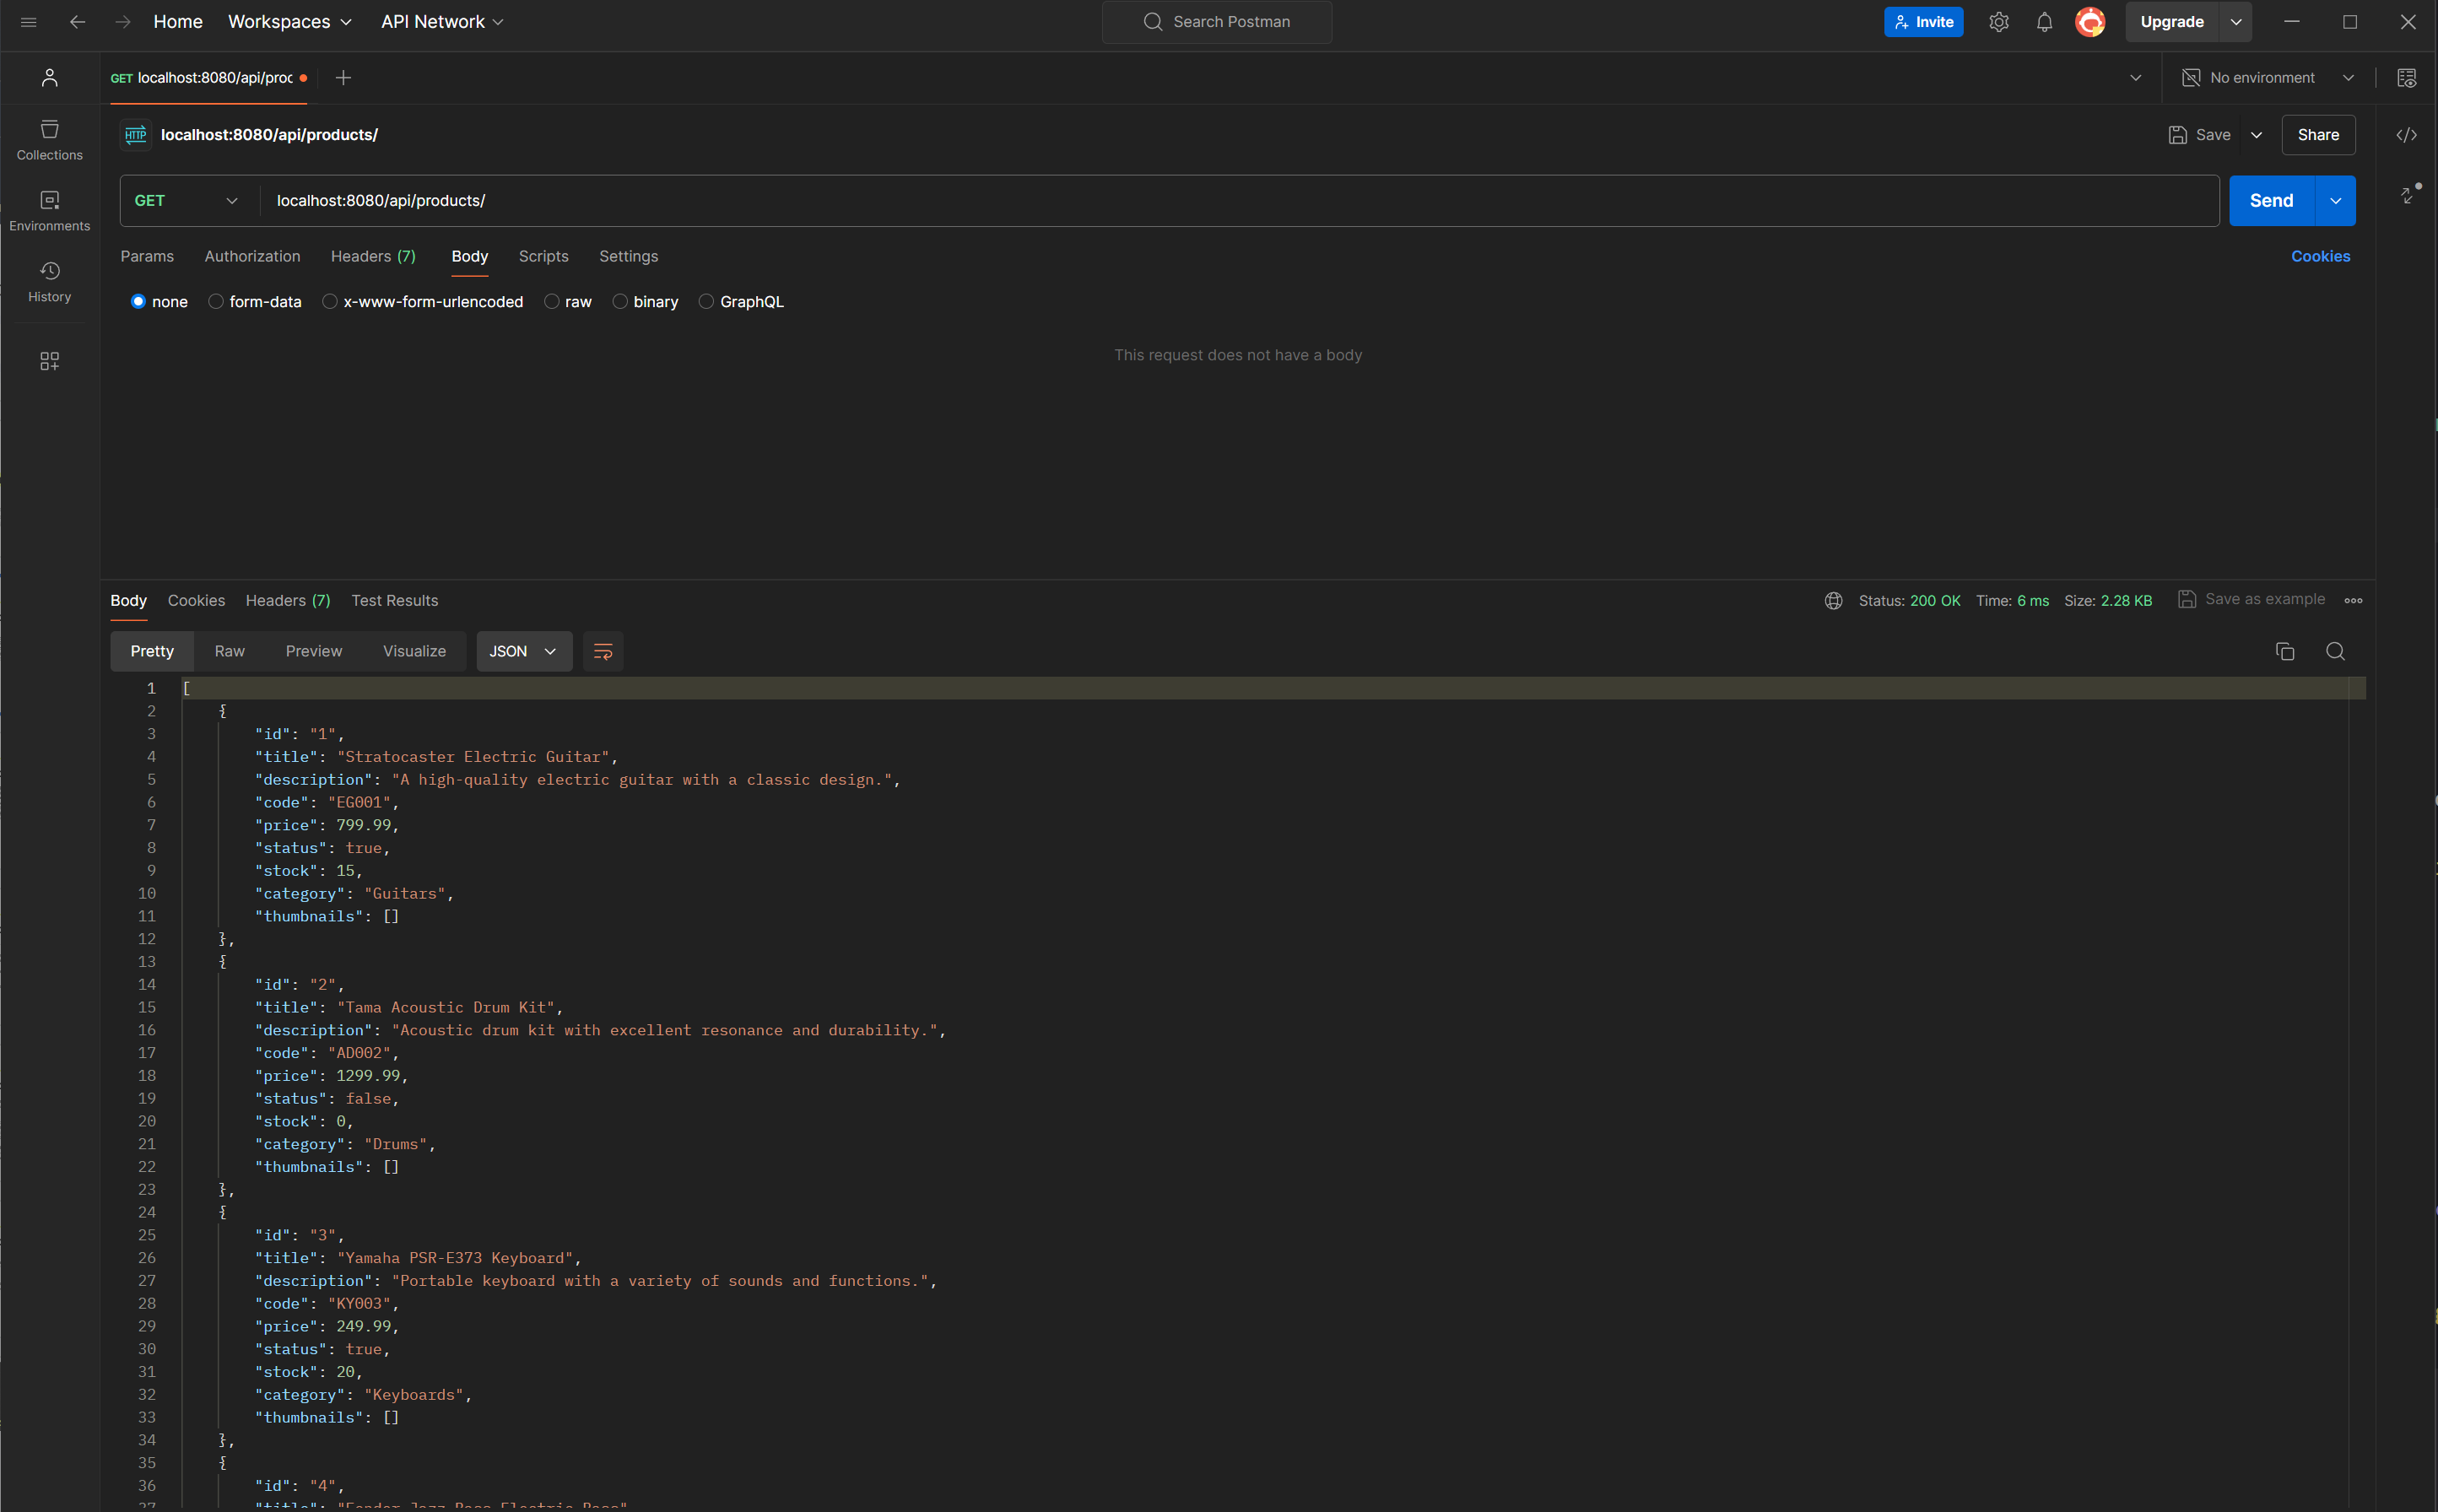 Home Workspaces API Network Search Postman Invite Upgrade
GET localhost:8080/api/proc No environment
Collections
Environments
History
HTTP localhost:8080/api/products/ Save Share
GET localhost:8080/api/products/ Send
Params Authorization Headers (7) Body Scripts Settings Cookies
none form-data x-www-form-urlencoded raw binary GraphQL
This request does not have a body
Body Cookies Headers (7) Test Results Status: 200 OK Time: 6 ms Size: 2.28 KB Save as example
Pretty Raw Preview Visualize JSON
1 [
2 {
3 "id": "1",
4 "title": "Stratocaster Electric Guitar",
5 "description": "A high-quality electric guitar with a classic design.",
6 "code": "EG001",
7 "price": 799.99,
8 "status": true,
9 "stock": 15,
10 "category": "Guitars",
11 "thumbnails": []
12 },
13 {
14 "id": "2",
15 "title": "Tama Acoustic Drum Kit",
16 "description": "Acoustic drum kit with excellent resonance and durability.",
17 "code": "AD002",
18 "price": 1299.99,
19 "status": false,
20 "stock": 0,
21 "category": "Drums",
22 "thumbnails": []
23 },
24 {
25 "id": "3",
26 "title": "Yamaha PSR-E373 Keyboard",
27 "description": "Portable keyboard with a variety of sounds and functions.",
28 "code": "KY003",
29 "price": 249.99,
30 "status": true,
31 "stock": 20,
32 "category": "Keyboards",
33 "thumbnails": []
34 },
35 {
36 "id": "4",
37 "title": "Fender Jazz Bass Electric Bass"